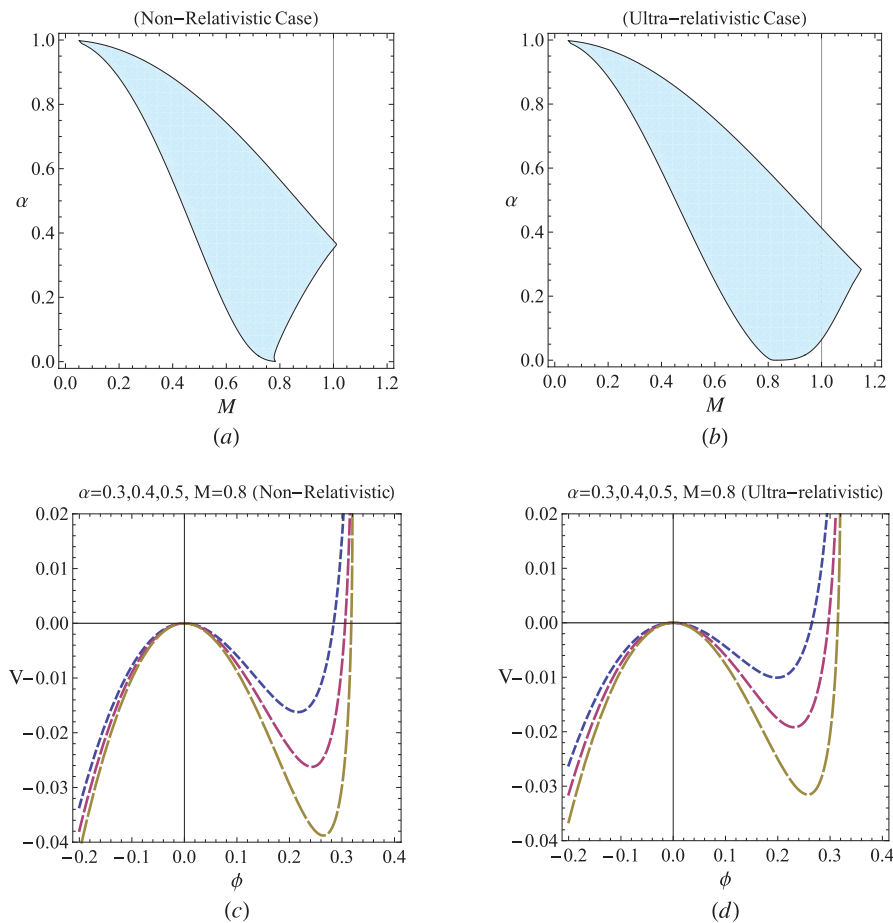 (Non−Relativistic Case)
1.0
0.8
0.6
α
0.4
0.2
0.0
0.0 0.2 0.4 0.6 0.8 1.0 1.2
M
(a)
(Ultra−relativistic Case)
1.0
0.8
0.6
α
0.4
0.2
0.0
0.0 0.2 0.4 0.6 0.8 1.0 1.2
M
(b)
α=0.3,0.4,0.5, M=0.8 (Non−Relativistic)
0.02
0.01
0.00
V−0.01
−0.02
−0.03
−0.04
−0.2 −0.1 0.0 0.1 0.2 0.3 0.4
ϕ
(c)
α=0.3,0.4,0.5, M=0.8 (Ultra−relativistic)
0.02
0.01
0.00
V−0.01
−0.02
−0.03
−0.04
−0.2 −0.1 0.0 0.1 0.2 0.3 0.4
ϕ
(d)